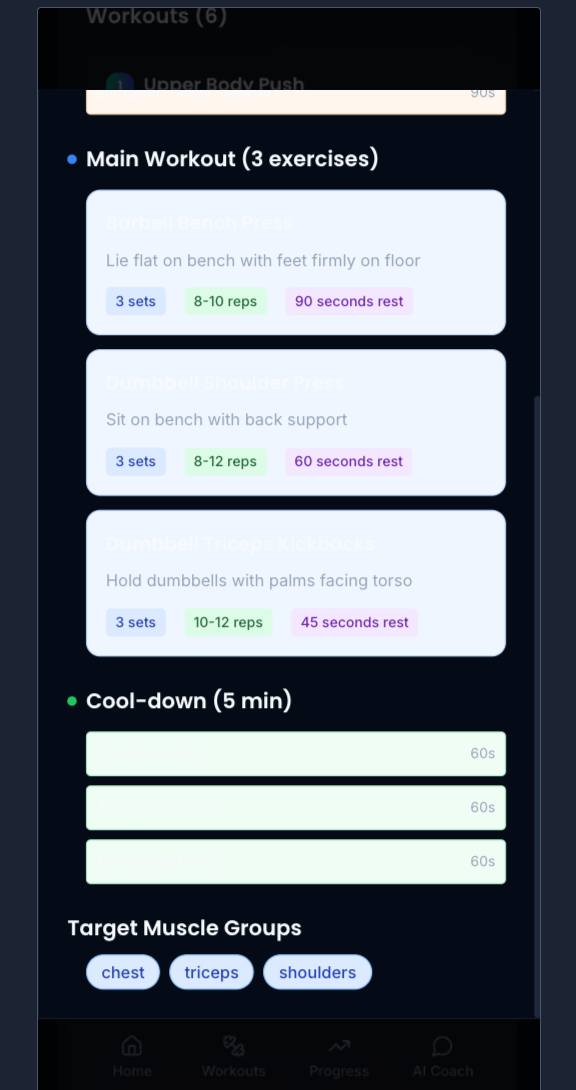 Workouts (6)
1 Upper Body Push
90s
Main Workout (3 exercises)
Barbell Bench Press
Lie flat on bench with feet firmly on floor
3 sets 8-10 reps 90 seconds rest
Dumbbell Shoulder Press
Sit on bench with back support
3 sets 8-12 reps 60 seconds rest
Dumbbell Triceps Kickbacks
Hold dumbbells with palms facing torso
3 sets 10-12 reps 45 seconds rest
Cool-down (5 min)
60s
60s
60s
Target Muscle Groups
chest triceps shoulders
Home Workouts Progress AI Coach